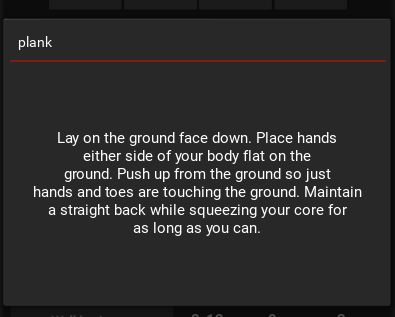 plank
Lay on the ground face down. Place hands
either side of your body flat on the
ground. Push up from the ground so just
hands and toes are touching the ground. Maintain
a straight back while squeezing your core for
as long as you can.